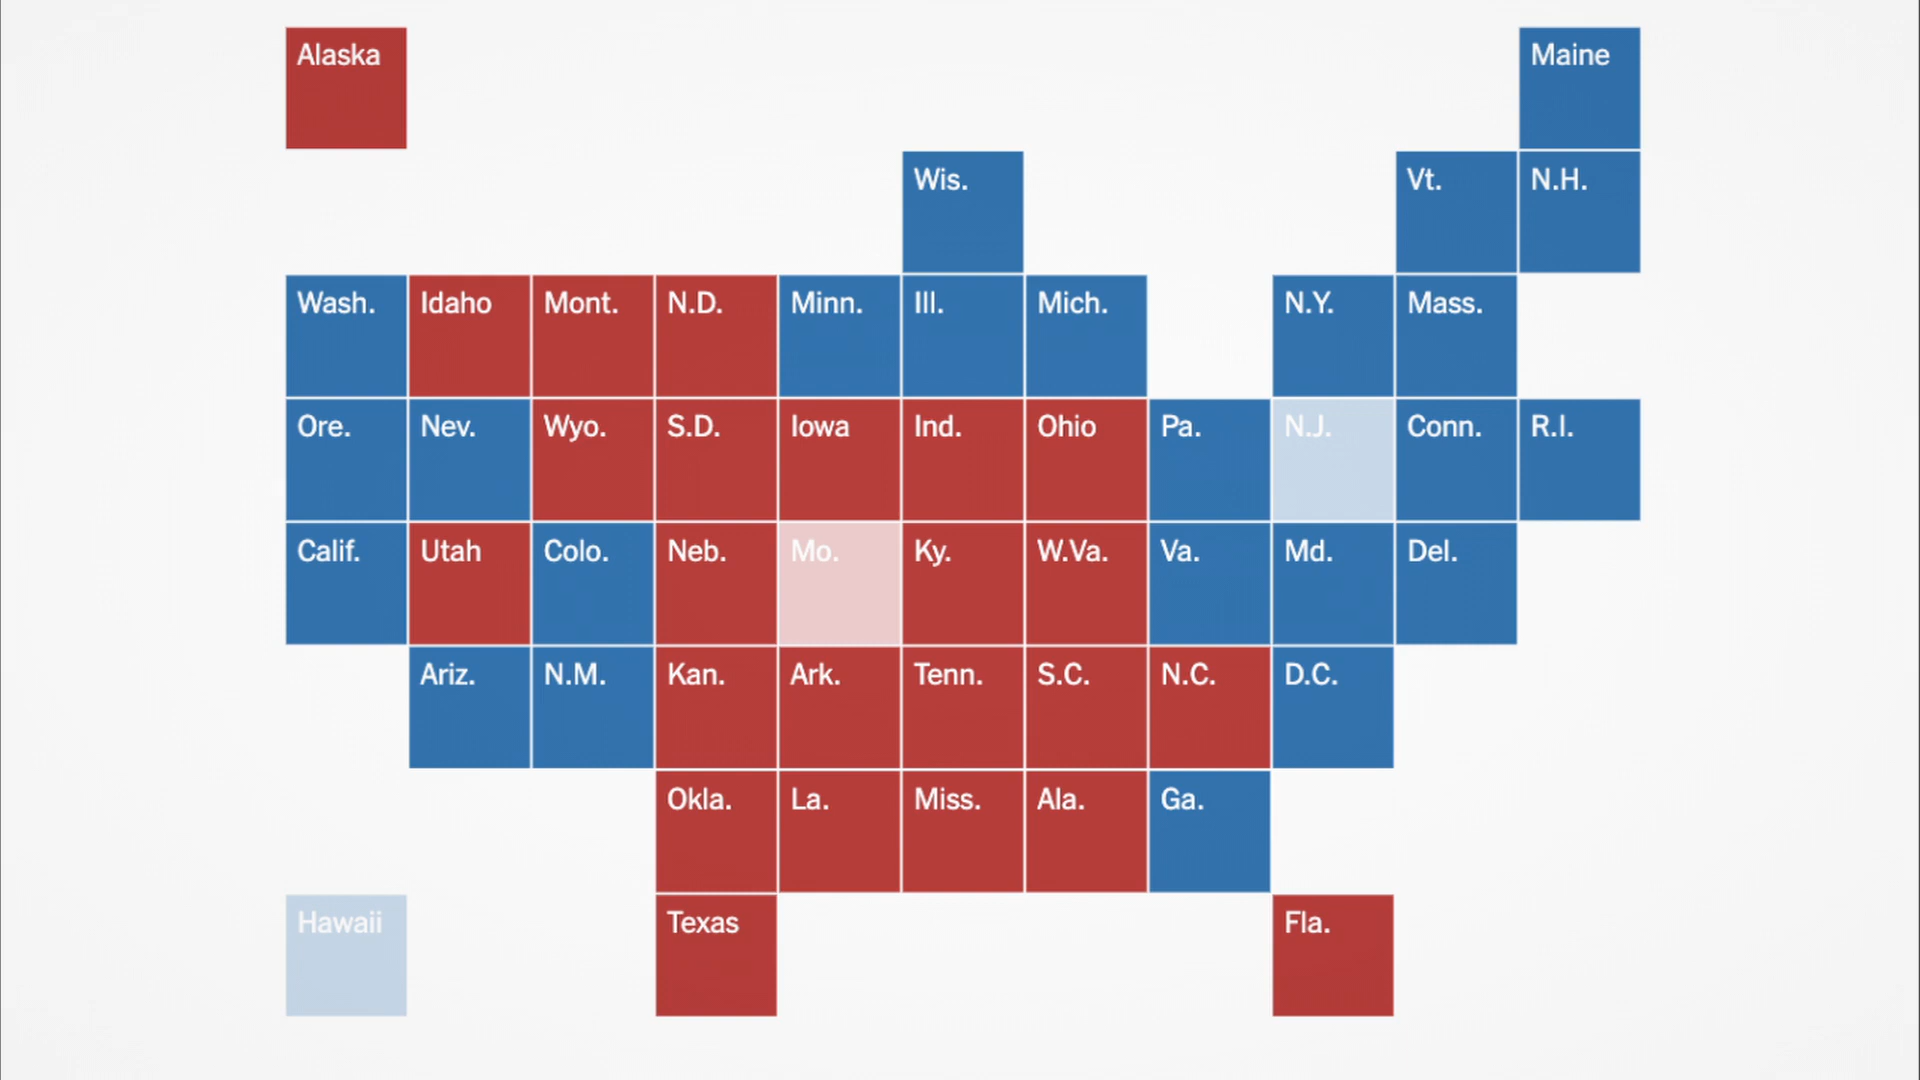 Alaska
Maine
Wis.
Vt.
N.H.
Wash.
Idaho
Mont.
N.D.
Minn.
Ill.
Mich.
N.Y.
Mass.
Ore.
Nev.
Wyo.
S.D.
Iowa
Ind.
Ohio
Pa.
N.J.
Conn.
R.I.
Calif.
Utah
Colo.
Neb.
Mo.
Ky.
W.Va.
Va.
Md.
Del.
Ariz.
N.M.
Kan.
Ark.
Tenn.
S.C.
N.C.
D.C.
Okla.
La.
Miss.
Ala.
Ga.
Hawaii
Texas
Fla.